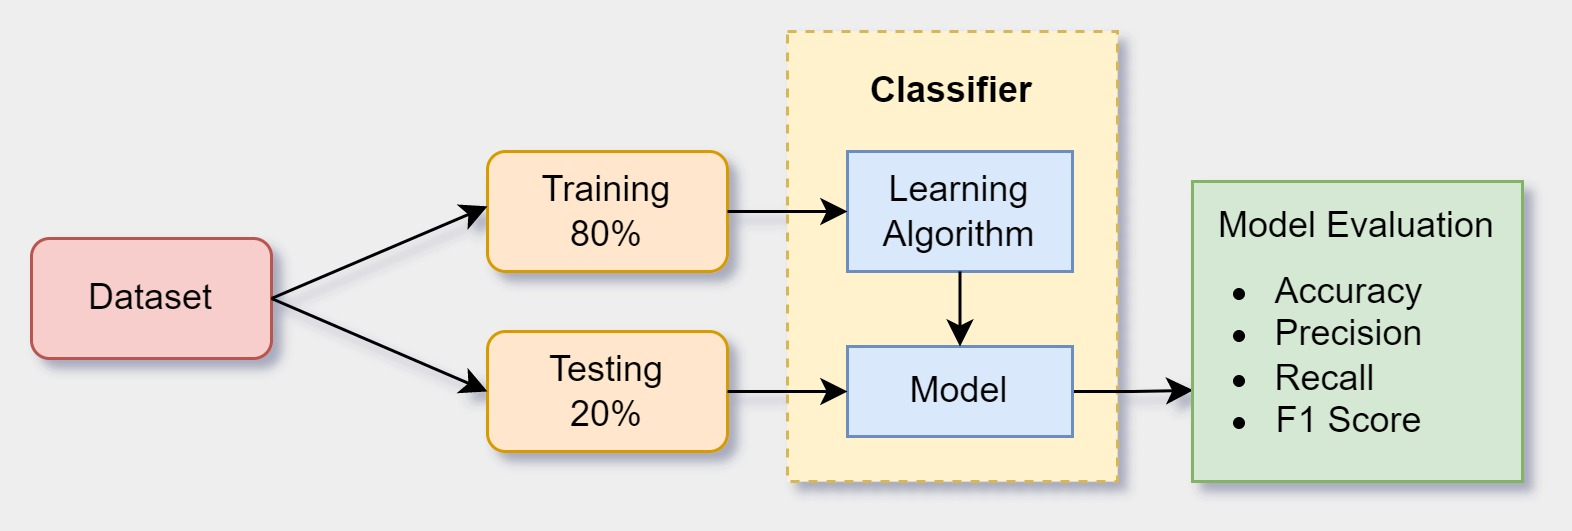 Dataset
Training
80%
Testing
20%
Classifier
Learning
Algorithm
Model
Model Evaluation
Accuracy
Precision
Recall
F1 Score